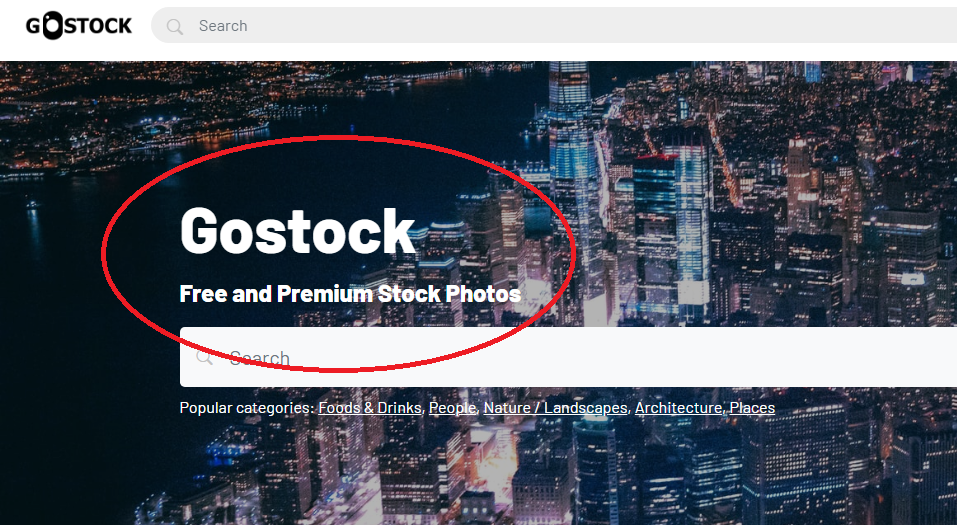 GOSTOCK
Search
Gostock
Free and Premium Stock Photos
Search
Popular categories: Foods & Drinks, People, Nature / Landscapes, Architecture, Places